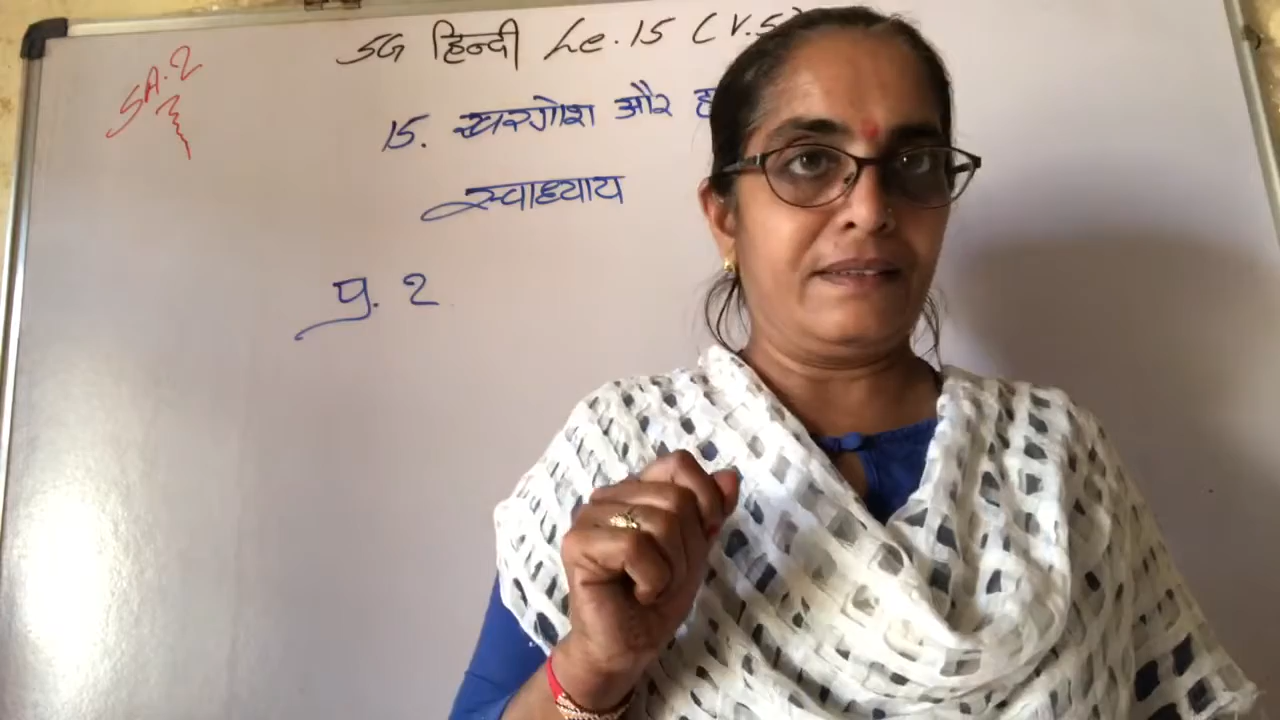 5G हिन्दी Le.15 (V.S)
SA.2
15. खरगोश और
स्वाध्याय
प्र. 2